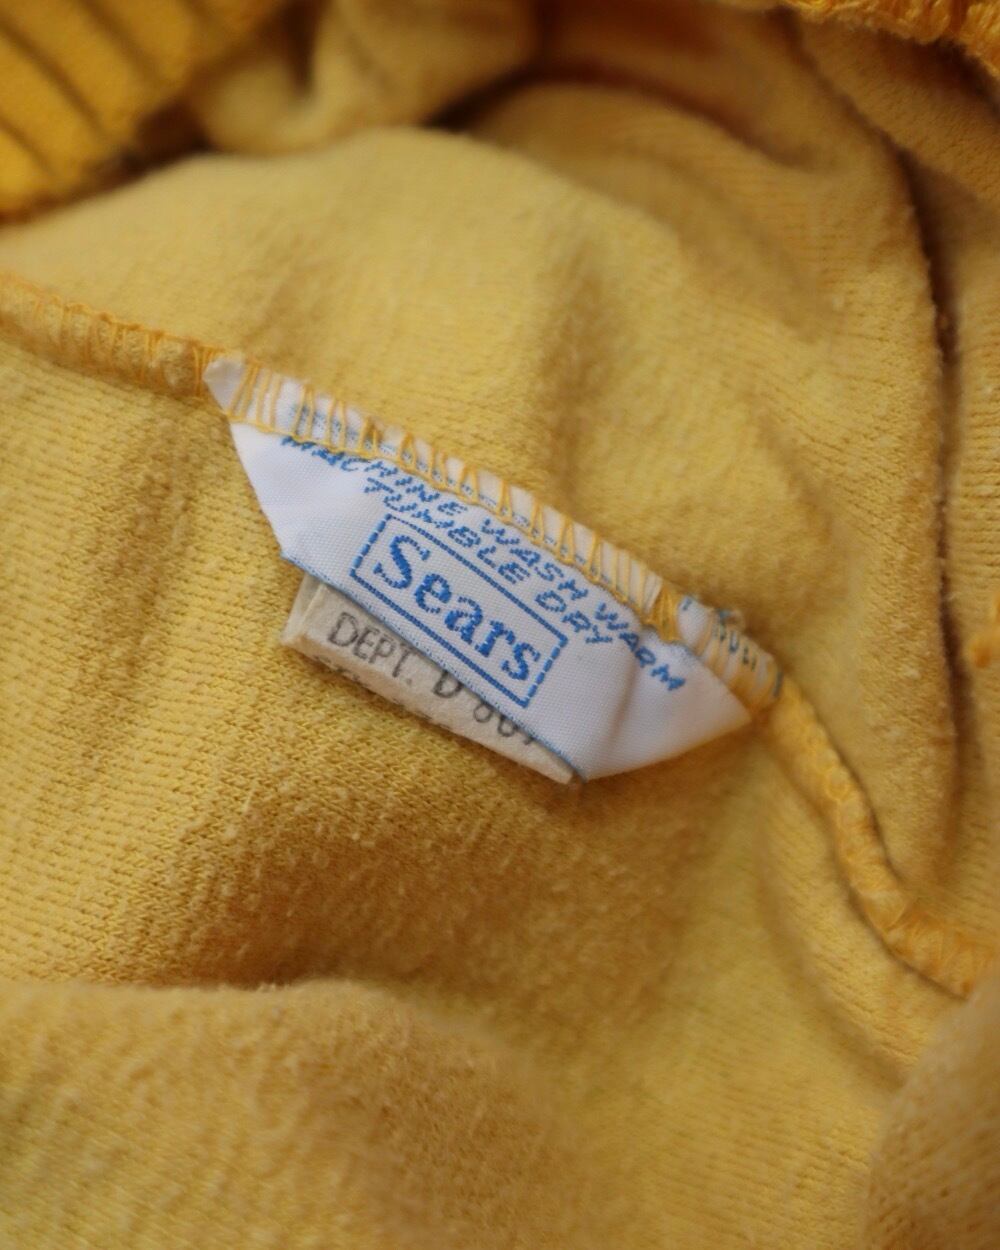 MACHINE WASH WARM
TUMBLE DRY
Sears
DEPT. D